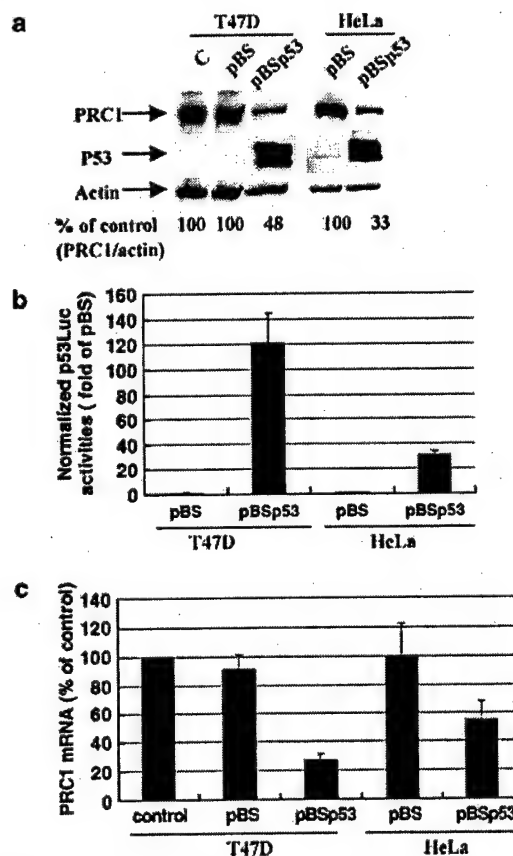 a
T47D
HeLa
C pBS pBSp53 pBS pBSp53
PRC1
P53
Actin
% of control 100 100 48 100 33
(PRC1/actin)
b
Normalized p53Luc
activities ( fold of pBS)
160
140
120
100
80
60
40
20
0
pBS pBSp53 pBS pBSp53
T47D HeLa
c
PRC1 mRNA (% of control)
140
120
100
80
60
40
20
0
control pBS pBSp53 pBS pBSp53
T47D HeLa